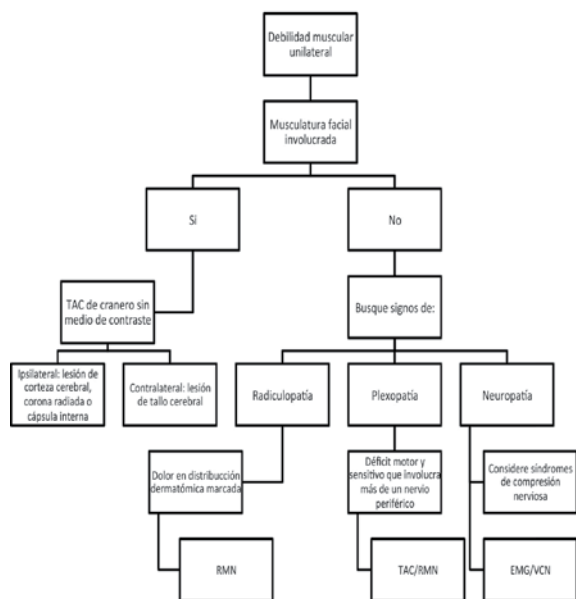 Debilidad muscular
unilateral
Musculatura facial
involucrada
Sí
No
TAC de cranero sin
medio de contraste
Busque signos de:
Ipsilateral: lesión de
corteza cerebral,
corona radiada o
cápsula interna
Contralateral: lesión
de tallo cerebral
Radiculopatía
Plexopatía
Neuropatía
Dolor en distribución
dermatómica marcada
Déficit motor y
sensitivo que involucra
más de un nervio
periférico
Considere síndromes
de compresión
nerviosa
RMN
TAC/RMN
EMG/VCN